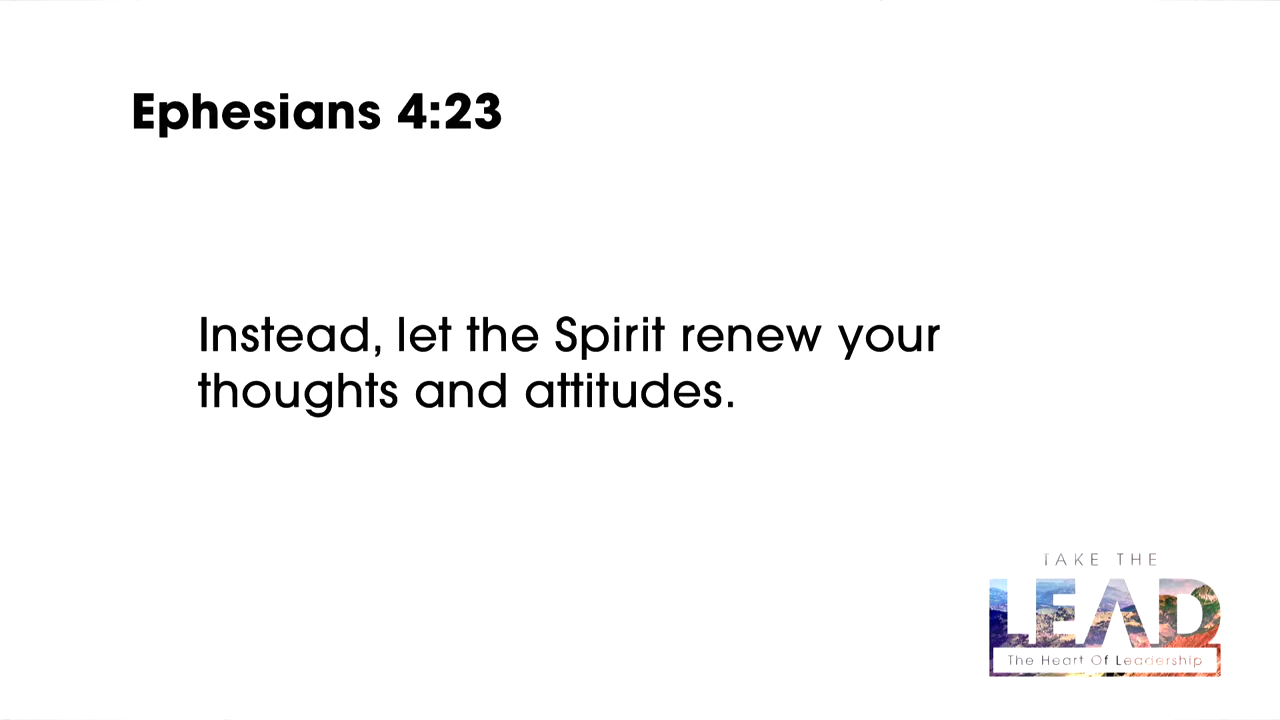 Ephesians 4:23
Instead, let the Spirit renew your
thoughts and attitudes.
TAKE THE
LEAD
The Heart Of Leadership